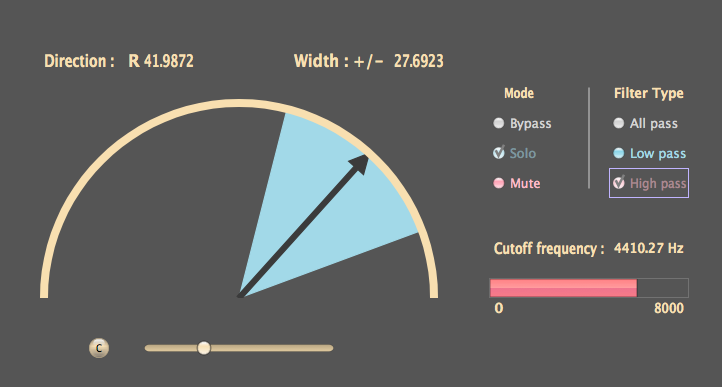 Direction : R 41.9872 Width : +/- 27.6923
Mode Filter Type
Bypass All pass
Solo Low pass
Mute High pass
Cutoff frequency : 4410.27 Hz
0 8000
C